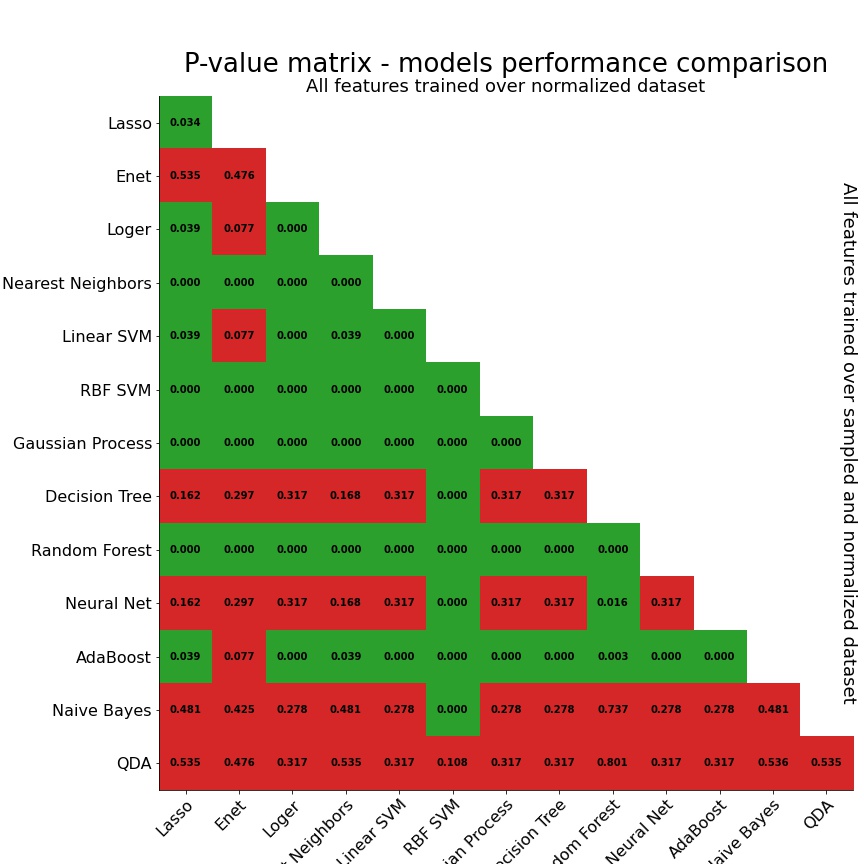 P-value matrix - models performance comparison
All features trained over normalized dataset
Lasso 0.034
Enet 0.535 0.476
Loger 0.039 0.077 0.000
Nearest Neighbors 0.000 0.000 0.000 0.000
Linear SVM 0.039 0.077 0.000 0.039 0.000
RBF SVM 0.000 0.000 0.000 0.000 0.000 0.000
Gaussian Process 0.000 0.000 0.000 0.000 0.000 0.000 0.000
Decision Tree 0.162 0.297 0.317 0.168 0.317 0.000 0.317 0.317
Random Forest 0.000 0.000 0.000 0.000 0.000 0.000 0.000 0.000 0.000
Neural Net 0.162 0.297 0.317 0.168 0.317 0.000 0.317 0.317 0.016 0.317
AdaBoost 0.039 0.077 0.000 0.039 0.000 0.000 0.000 0.000 0.003 0.000 0.000
Naive Bayes 0.481 0.425 0.278 0.481 0.278 0.000 0.278 0.278 0.737 0.278 0.278 0.481
QDA 0.535 0.476 0.317 0.535 0.317 0.108 0.317 0.317 0.801 0.317 0.317 0.536 0.535
Lasso
Enet
Loger
t Neighbors
Linear SVM
RBF SVM
ian Process
ecision Tree
dom Forest
Neural Net
AdaBoost
aive Bayes
QDA
All features trained over sampled and normalized dataset